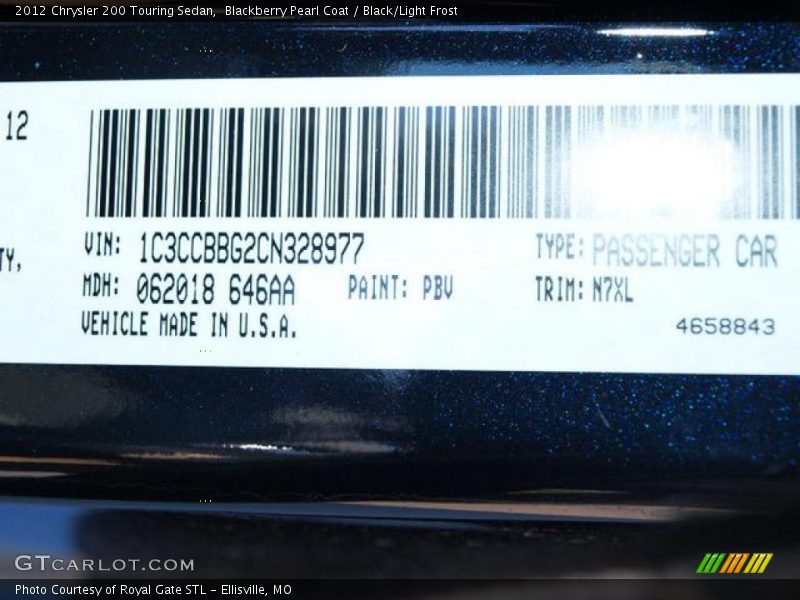 2012 Chrysler 200 Touring Sedan, Blackberry Pearl Coat / Black/Light Frost
12
TY,
VIN: 1C3CCBBG2CN328977 TYPE: PASSENGER CAR
MDH: 062018 646AA PAINT: PBV TRIM: N7XL
VEHICLE MADE IN U.S.A.
4658843
GTCARLOT.COM
Photo Courtesy of Royal Gate STL - Ellisville, MO